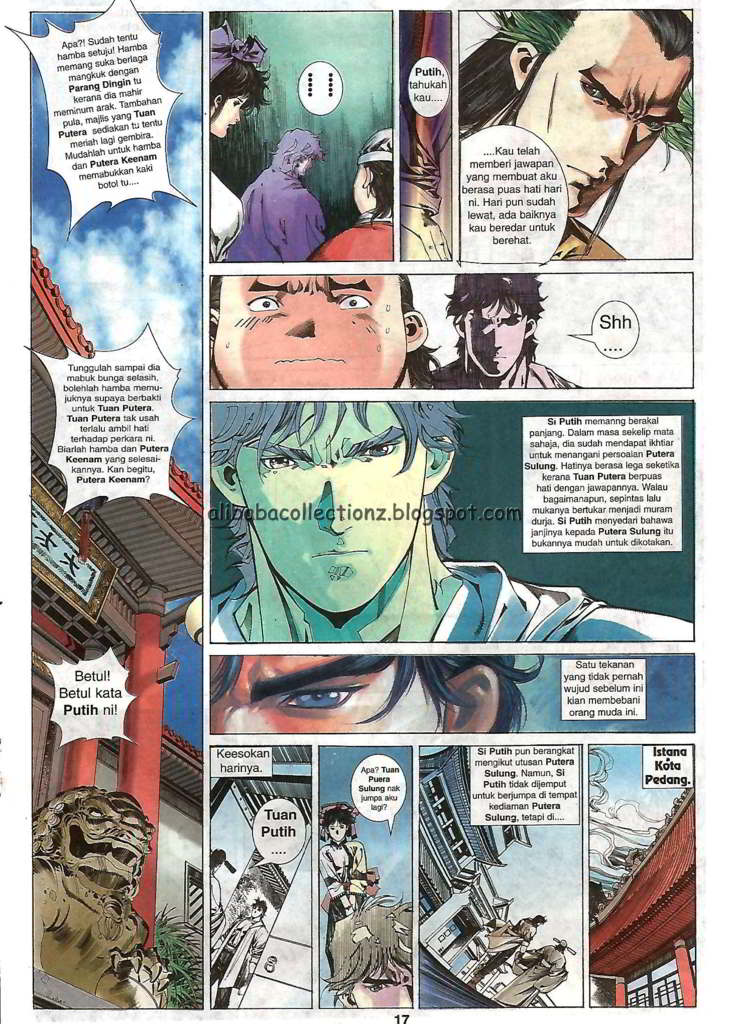 Apa?! Sudah tentu
hamba setuju! Hamba
memang suka berlaga
mangkuk dengan
Parang Dingin tu
kerana dia mahir
meminum arak. Tambahan
pula, majlis yang Tuan
Putera sediakan tu tentu
meriah lagi gembira.
Mudahlah untuk hamba
dan Putera Keenam
memabukkan kaki
botol tu....
Tunggulah sampai dia
mabuk bunga selasih,
bolehlah hamba memu-
juknya supaya berbakti
untuk Tuan Putera.
Tuan Putera tak usah
terlalu ambil hati
terhadap perkara ni.
Biarlah hamba dan Putera
Keenam yang selesai-
kannya. Kan begitu,
Putera Keenam?
Betul!
Betul kata
Putih ni!
!!
Putih,
tahukah
kau....
....Kau telah
memberi jawapan
yang membuat aku
berasa puas hati hari
ni. Hari pun sudah
lewat, ada baiknya
kau beredar untuk
berehat.
Shh
....
Si Putih memanng berakal
panjang. Dalam masa sekelip mata
sahaja, dia sudah mendapat ikhtiar
untuk menangani persoalan Putera
Sulung. Hatinya berasa lega seketika
kerana Tuan Putera berpuas
hati dengan jawapannya. Walau
bagaimanapun, sepintas lalu
mukanya bertukar menjadi muram
durja. Si Putih menyedari bahawa
janjinya kepada Putera Sulung itu
bukannya mudah untuk dikotakan.
alibabacollectionz.blogspot.com
Satu tekanan
yang tidak pernah
wujud sebelum ini
kian membebani
orang muda ini.
Keesokan
harinya.
Tuan
Putih
....
Apa? Tuan
Puera
Sulung nak
jumpa aku
lagi?
Si Putih pun berangkat
mengikut utusan Putera
Sulung. Namun, Si
Putih tidak dijemput
untuk berjumpa di tempat
kediaman Putera
Sulung, tetapi di....
Istana
Kota
Pedang.
17